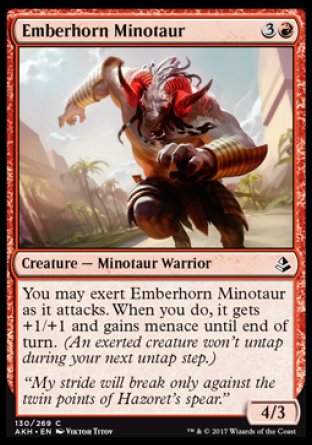 Emberhorn Minotaur 3
Creature — Minotaur Warrior
You may exert Emberhorn Minotaur
as it attacks. When you do, it gets
+1/+1 and gains menace until end of
turn. (An exerted creature won't untap
during your next untap step.)
"My stride will break only against the
twin points of Hazoret's spear."
4/3
130/269 C
AKH • EN Viktor Titov
™ & © 2017 Wizards of the Coast